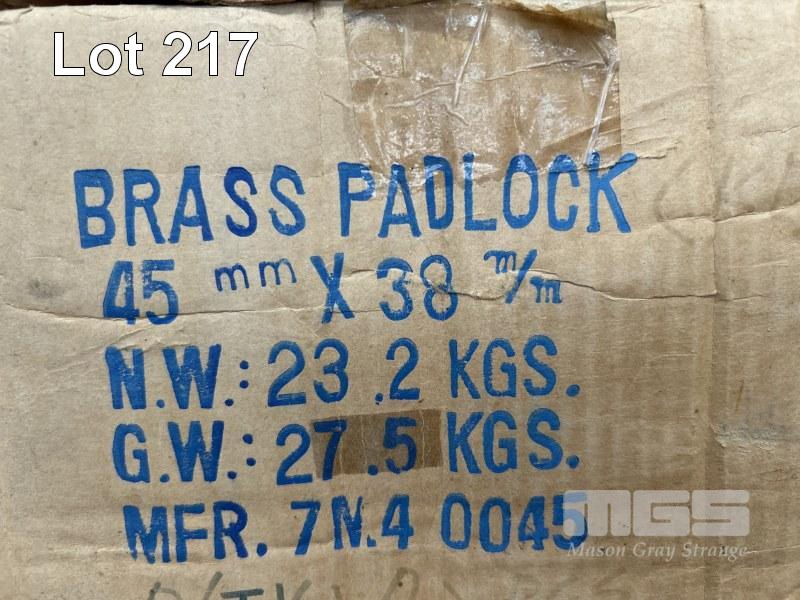 Lot 217
BRASS PADLOCK
45 mm X 38 m/m
N.W.: 23.2 KGS.
G.W.: 27.5 KGS.
MFR. 7N.4 0045
MGS
Mason Gray Strange